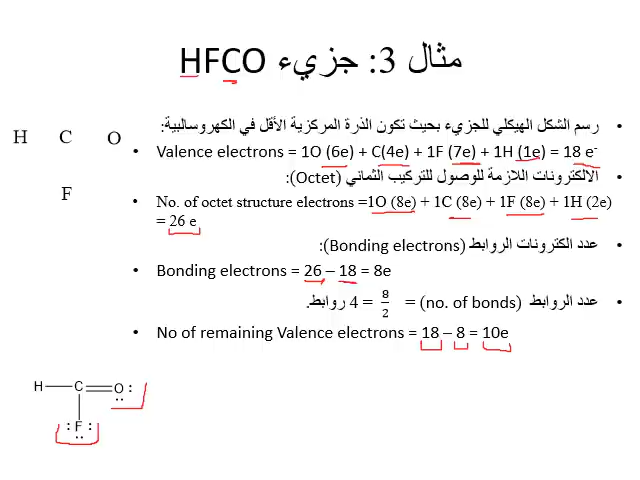 مثال 3: جزيء HFCO
رسم الشكل الهيكلي للجزيء بحيث تكون الذرة المركزية الأقل في الكهروسالبية:
H C O
F
Valence electrons = 1O (6e) + C(4e) + 1F (7e) + 1H (1e) = 18 e-
الالكترونات اللازمة للوصول للتركيب الثماني (Octet):
No. of octet structure electrons =1O (8e) + 1C (8e) + 1F (8e) + 1H (2e)
= 26 e
عدد الكترونات الروابط (Bonding electrons):
Bonding electrons = 26 – 18 = 8e
عدد الروابط (no. of bonds) = 8/2 = 4 روابط.
No of remaining Valence electrons = 18 – 8 = 10e
H C O
F